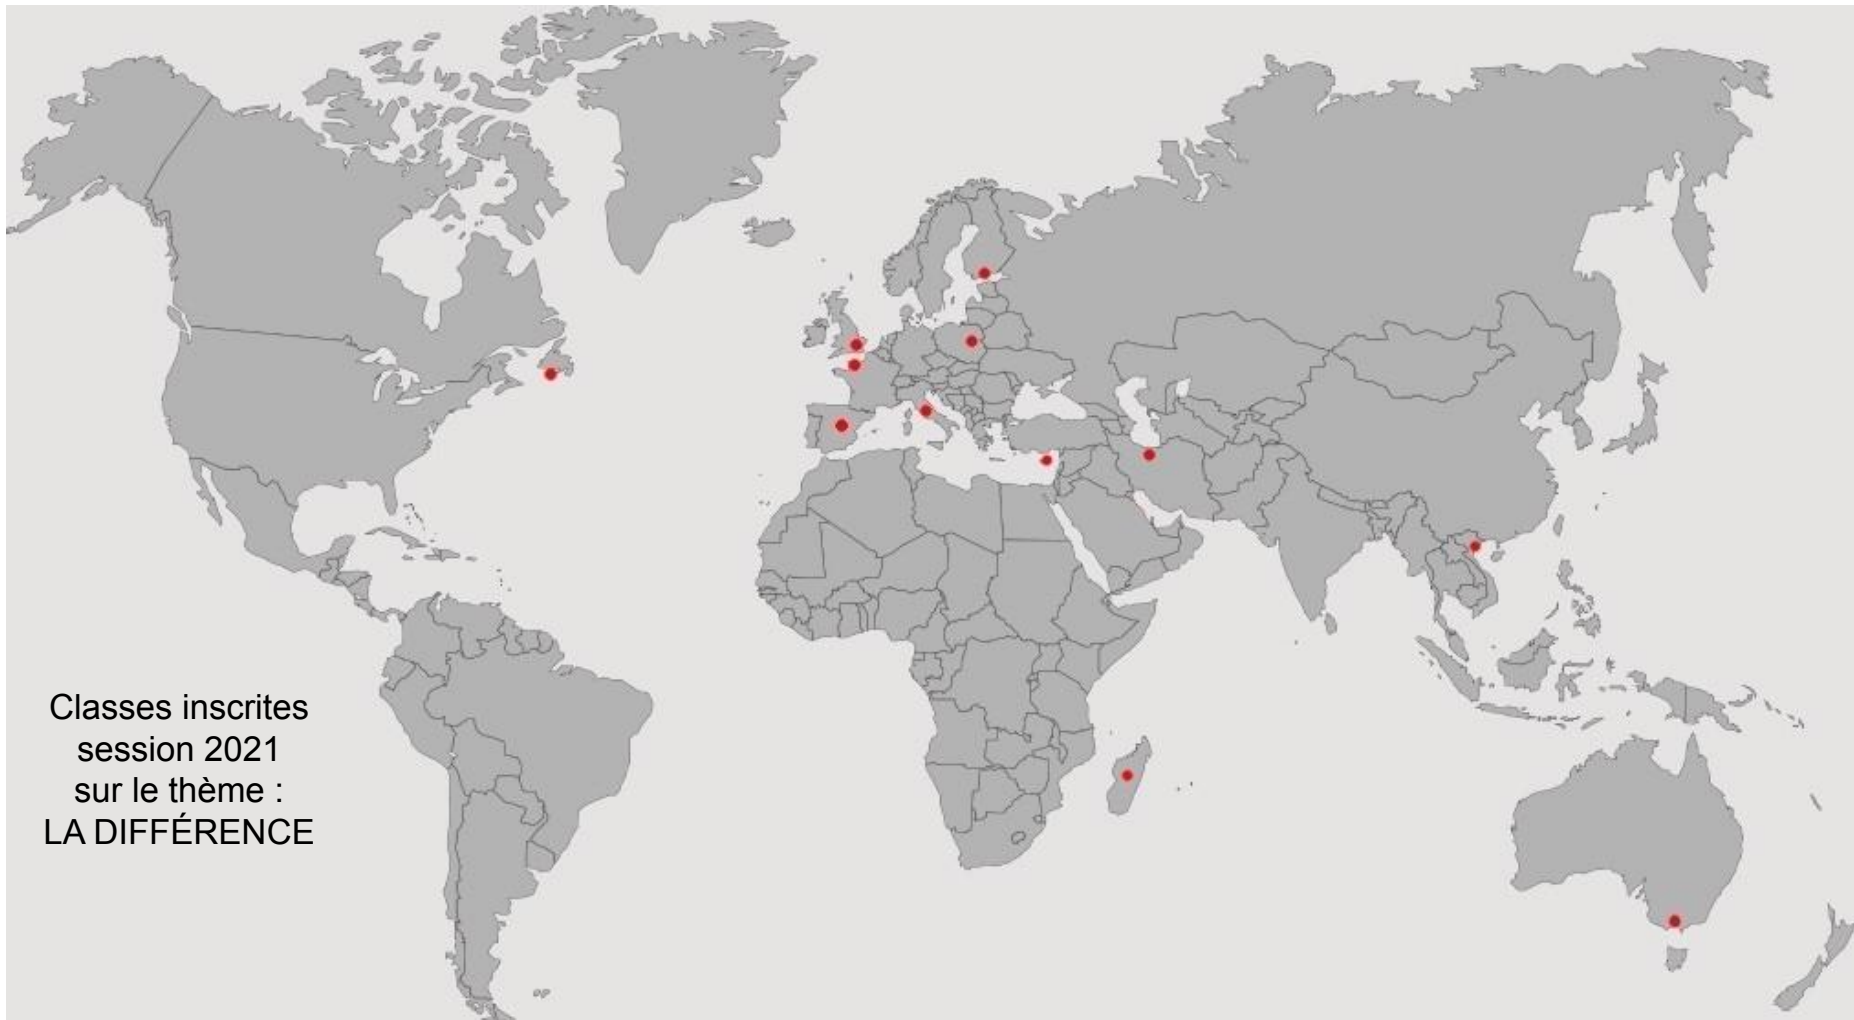 Classes inscrites
session 2021
sur le thème :
LA DIFFÉRENCE